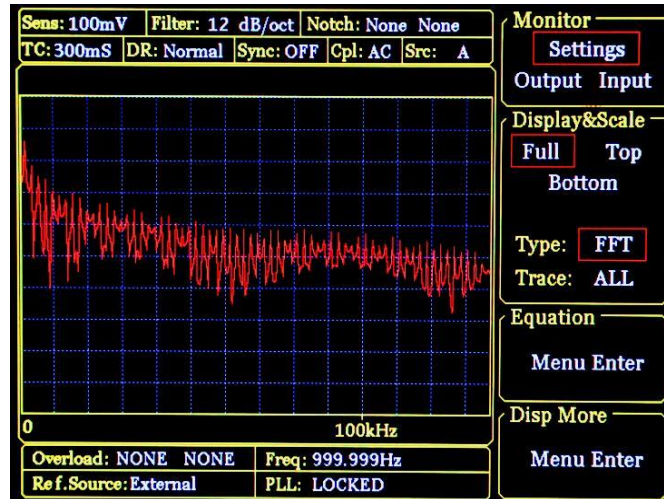 Sens: 100mV Filter: 12 dB/oct Notch: None None
TC: 300mS DR: Normal Sync: OFF Cpl: AC Src: A
0 100kHz
Overload: NONE NONE Freq: 999.999Hz
Ref.Source: External PLL: LOCKED
Monitor
Settings
Output Input
Display&Scale
Full Top
Bottom
Type: FFT
Trace: ALL
Equation
Menu Enter
Disp More
Menu Enter